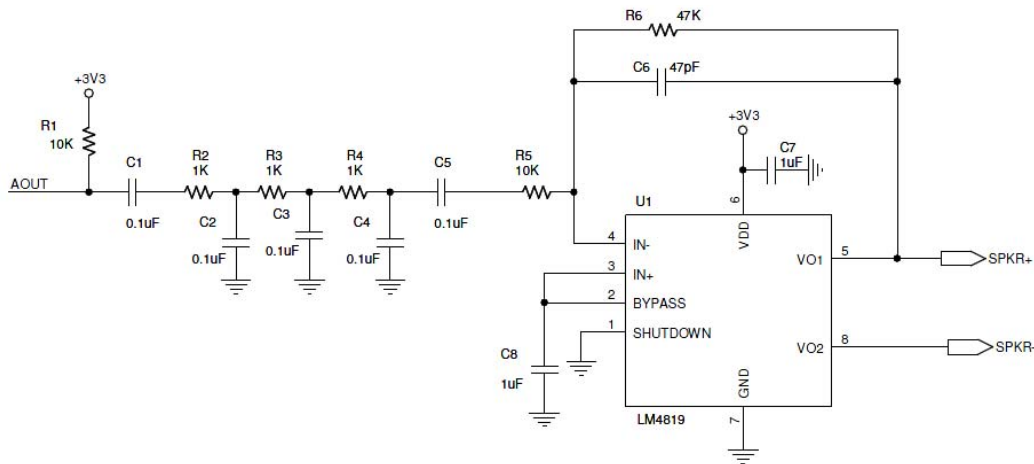 R6 47K
C6 47pF
+3V3
+3V3
R1
10K
C7
1uF
C1
R2
1K
R3
1K
R4
1K
C5
R5
10K
AOUT
0.1uF
C2
0.1uF
C3
0.1uF
C4
0.1uF
0.1uF
U1
6
VDD
4
IN-
3
IN+
2
BYPASS
1
SHUTDOWN
VO1
5
SPKR+
VO2
8
SPKR-
C8
1uF
GND
7
LM4819